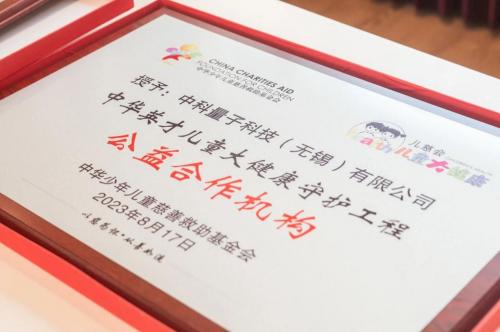 CHINA CHARITIES AID
FOUNDATION FOR CHILDREN
中华少年儿童慈善救助基金会
儿慈会
儿童大健康
授予：中科量子科技（无锡）有限公司
中华英才儿童大健康守护工程
公益合作机构
中华少年儿童慈善救助基金会
2023年8月17日